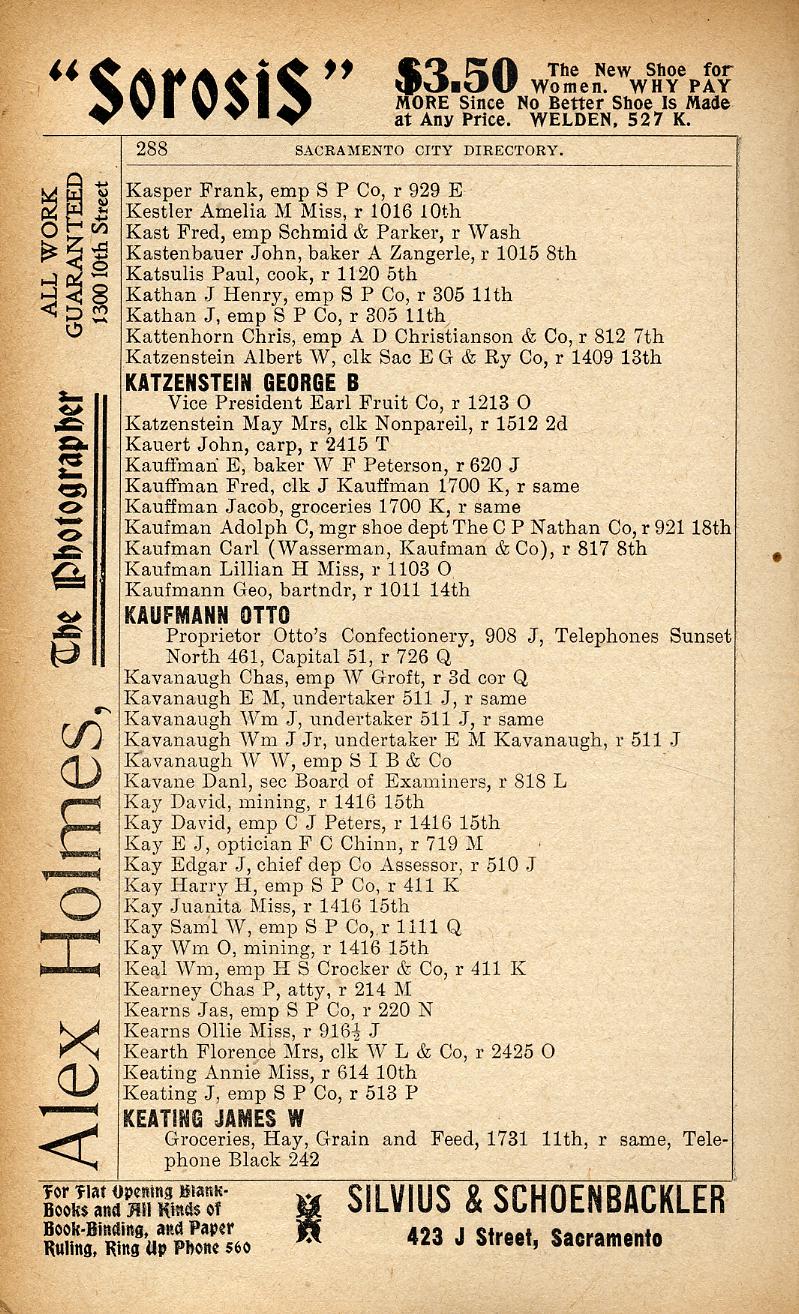 "SorosiS"
$3.50 The New Shoe for
Women. WHY PAY
MORE Since No Better Shoe Is Made
at Any Price. WELDEN, 527 K.
288 SACRAMENTO CITY DIRECTORY.
Kasper Frank, emp S P Co, r 929 E
Kestler Amelia M Miss, r 1016 10th
Kast Fred, emp Schmid & Parker, r Wash
Kastenbauer John, baker A Zangerle, r 1015 8th
Katsulis Paul, cook, r 1120 5th
Kathan J Henry, emp S P Co, r 305 11th
Kathan J, emp S P Co, r 305 11th
Kattenhorn Chris, emp A D Christianson & Co, r 812 7th
Katzenstein Albert W, clk Sac E G & Ry Co, r 1409 13th
KATZENSTEIN GEORGE B
Vice President Earl Fruit Co, r 1213 O
Katzenstein May Mrs, clk Nonpareil, r 1512 2d
Kauert John, carp, r 2415 T
Kauffman E, baker W F Peterson, r 620 J
Kauffman Fred, clk J Kauffman 1700 K, r same
Kauffman Jacob, groceries 1700 K, r same
Kaufman Adolph C, mgr shoe dept The C P Nathan Co, r 921 18th
Kaufman Carl (Wasserman, Kaufman & Co), r 817 8th
Kaufman Lillian H Miss, r 1103 O
Kaufmann Geo, bartndr, r 1011 14th
KAUFMANN OTTO
Proprietor Otto's Confectionery, 908 J, Telephones Sunset
North 461, Capital 51, r 726 Q
Kavanaugh Chas, emp W Groft, r 3d cor Q
Kavanaugh E M, undertaker 511 J, r same
Kavanaugh Wm J, undertaker 511 J, r same
Kavanaugh Wm J Jr, undertaker E M Kavanaugh, r 511 J
Kavanaugh W W, emp S I B & Co
Kavane Danl, sec Board of Examiners, r 818 L
Kay David, mining, r 1416 15th
Kay David, emp C J Peters, r 1416 15th
Kay E J, optician F C Chinn, r 719 M
Kay Edgar J, chief dep Co Assessor, r 510 J
Kay Harry H, emp S P Co, r 411 K
Kay Juanita Miss, r 1416 15th
Kay Saml W, emp S P Co, r 1111 Q
Kay Wm O, mining, r 1416 15th
Keal Wm, emp H S Crocker & Co, r 411 K
Kearney Chas P, atty, r 214 M
Kearns Jas, emp S P Co, r 220 N
Kearns Ollie Miss, r 916½ J
Kearth Florence Mrs, clk W L & Co, r 2425 O
Keating Annie Miss, r 614 10th
Keating J, emp S P Co, r 513 P
KEATING JAMES W
Groceries, Hay, Grain and Feed, 1731 11th, r same, Tele-
phone Black 242
Alex Holmes, The Photographer
ALL WORK
GUARANTEED
1300 10th Street
For Flat Opening Blank-
Books and All Kinds of
Book-Binding, and Paper
Ruling, Ring Up Phone 560
SILVIUS & SCHOENBACKLER
423 J Street, Sacramento